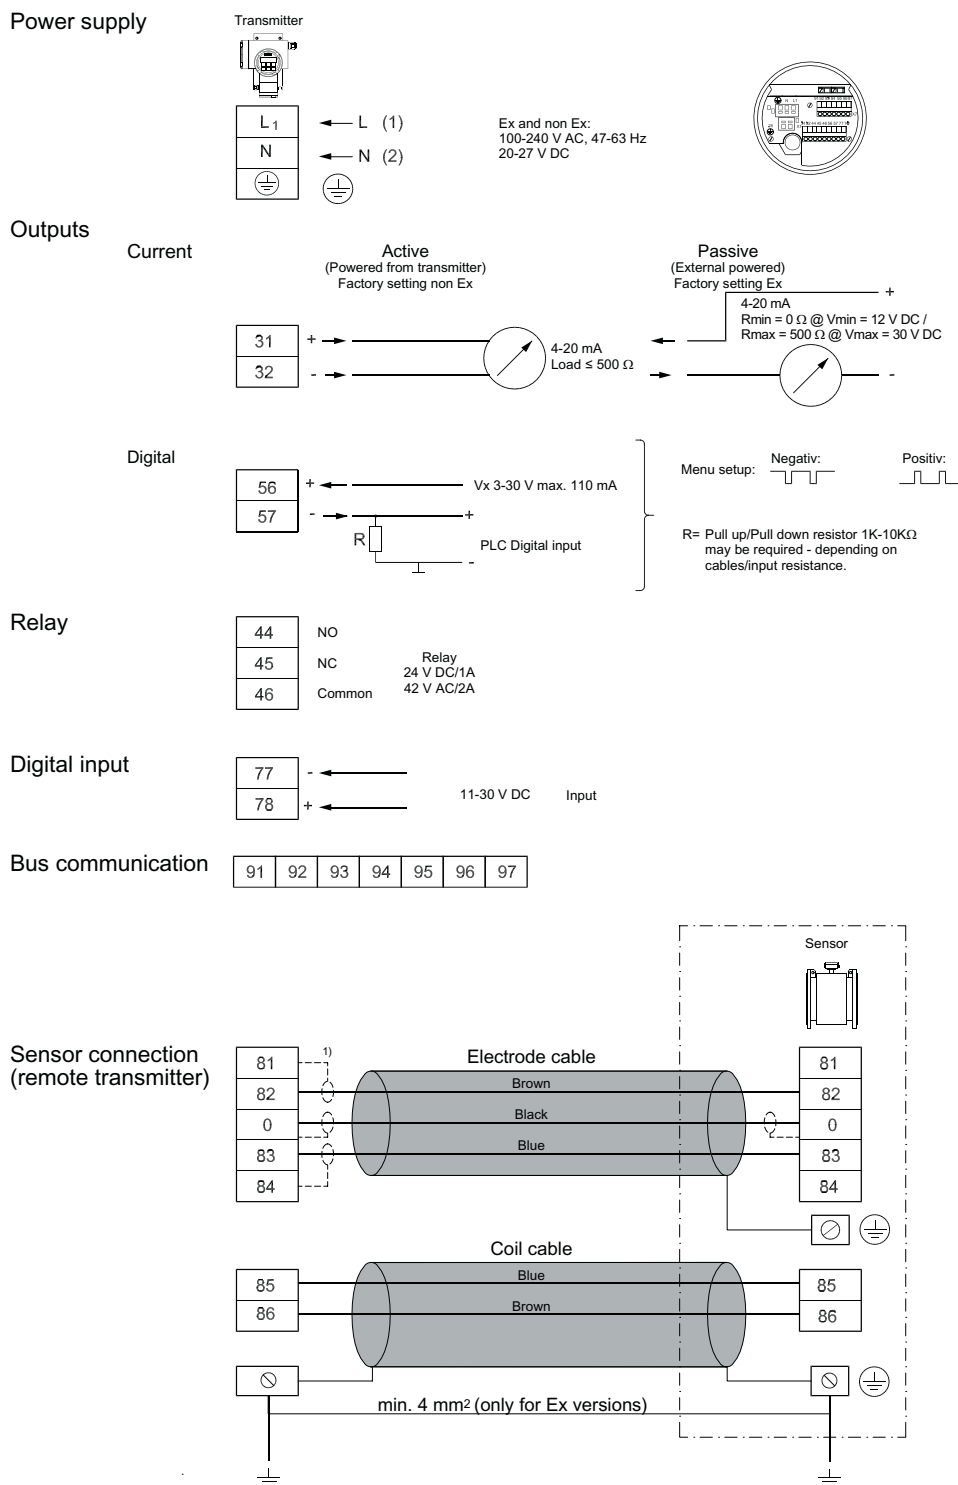 Power supply
Transmitter
L1
L (1)
N
N (2)
Ex and non Ex:
100-240 V AC, 47-63 Hz
20-27 V DC
Outputs
Current
Active
(Powered from transmitter)
Factory setting non Ex
Passive
(External powered)
Factory setting Ex
+
4-20 mA
Rmin = 0 Ω @ Vmin = 12 V DC /
Rmax = 500 Ω @ Vmax = 30 V DC
31
+
32
-
4-20 mA
Load ≤ 500 Ω
-
Digital
56
+
Vx 3-30 V max. 110 mA
57
-
+
R
PLC Digital input
-
Menu setup:
Negativ:
Positiv:
R= Pull up/Pull down resistor 1K-10KΩ
may be required - depending on
cables/input resistance.
Relay
44
NO
45
NC
46
Common
Relay
24 V DC/1A
42 V AC/2A
Digital input
77
-
78
+
11-30 V DC
Input
Bus communication
91 92 93 94 95 96 97
Sensor
Sensor connection
(remote transmitter)
81
82
0
83
84
1)
Electrode cable
Brown
Black
Blue
81
82
0
83
84
Coil cable
85
86
Blue
Brown
85
86
min. 4 mm² (only for Ex versions)